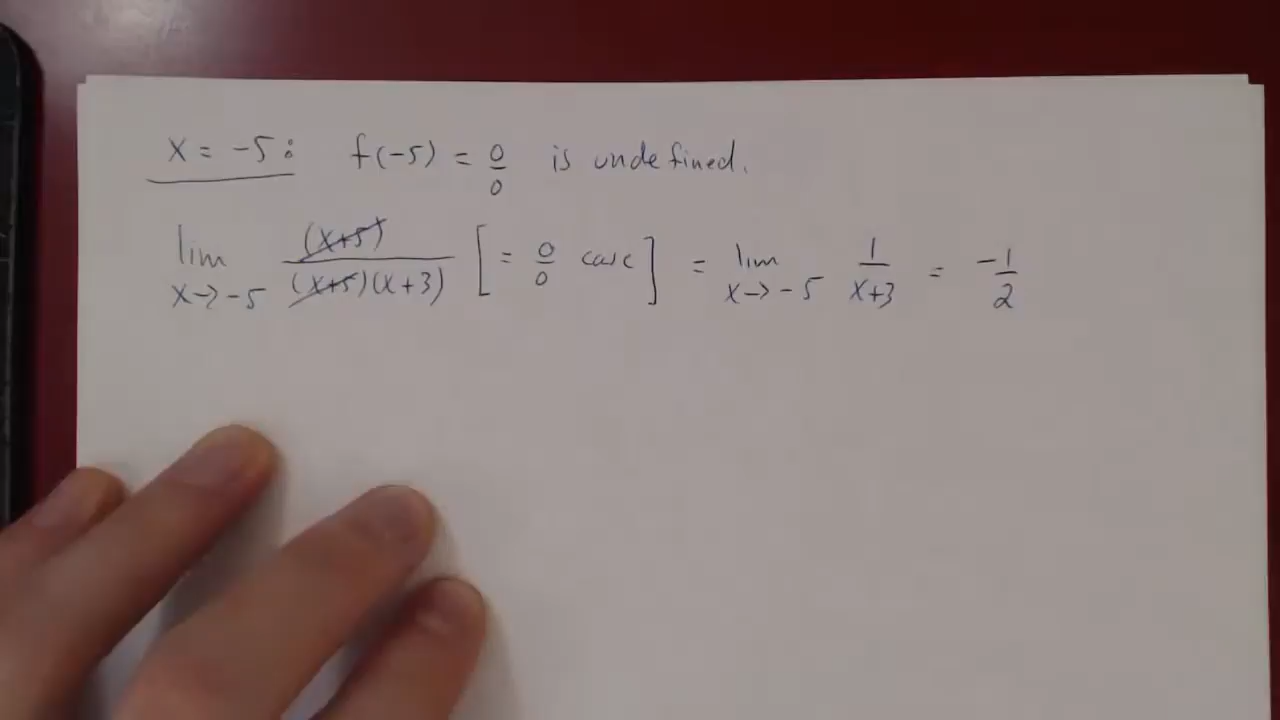 x = -5: f(-5) = 0/0 is undefined.
lim x→-5 (x+5)/(x+5)(x+3) [= 0/0 case] = lim x→-5 1/x+3 = -1/2